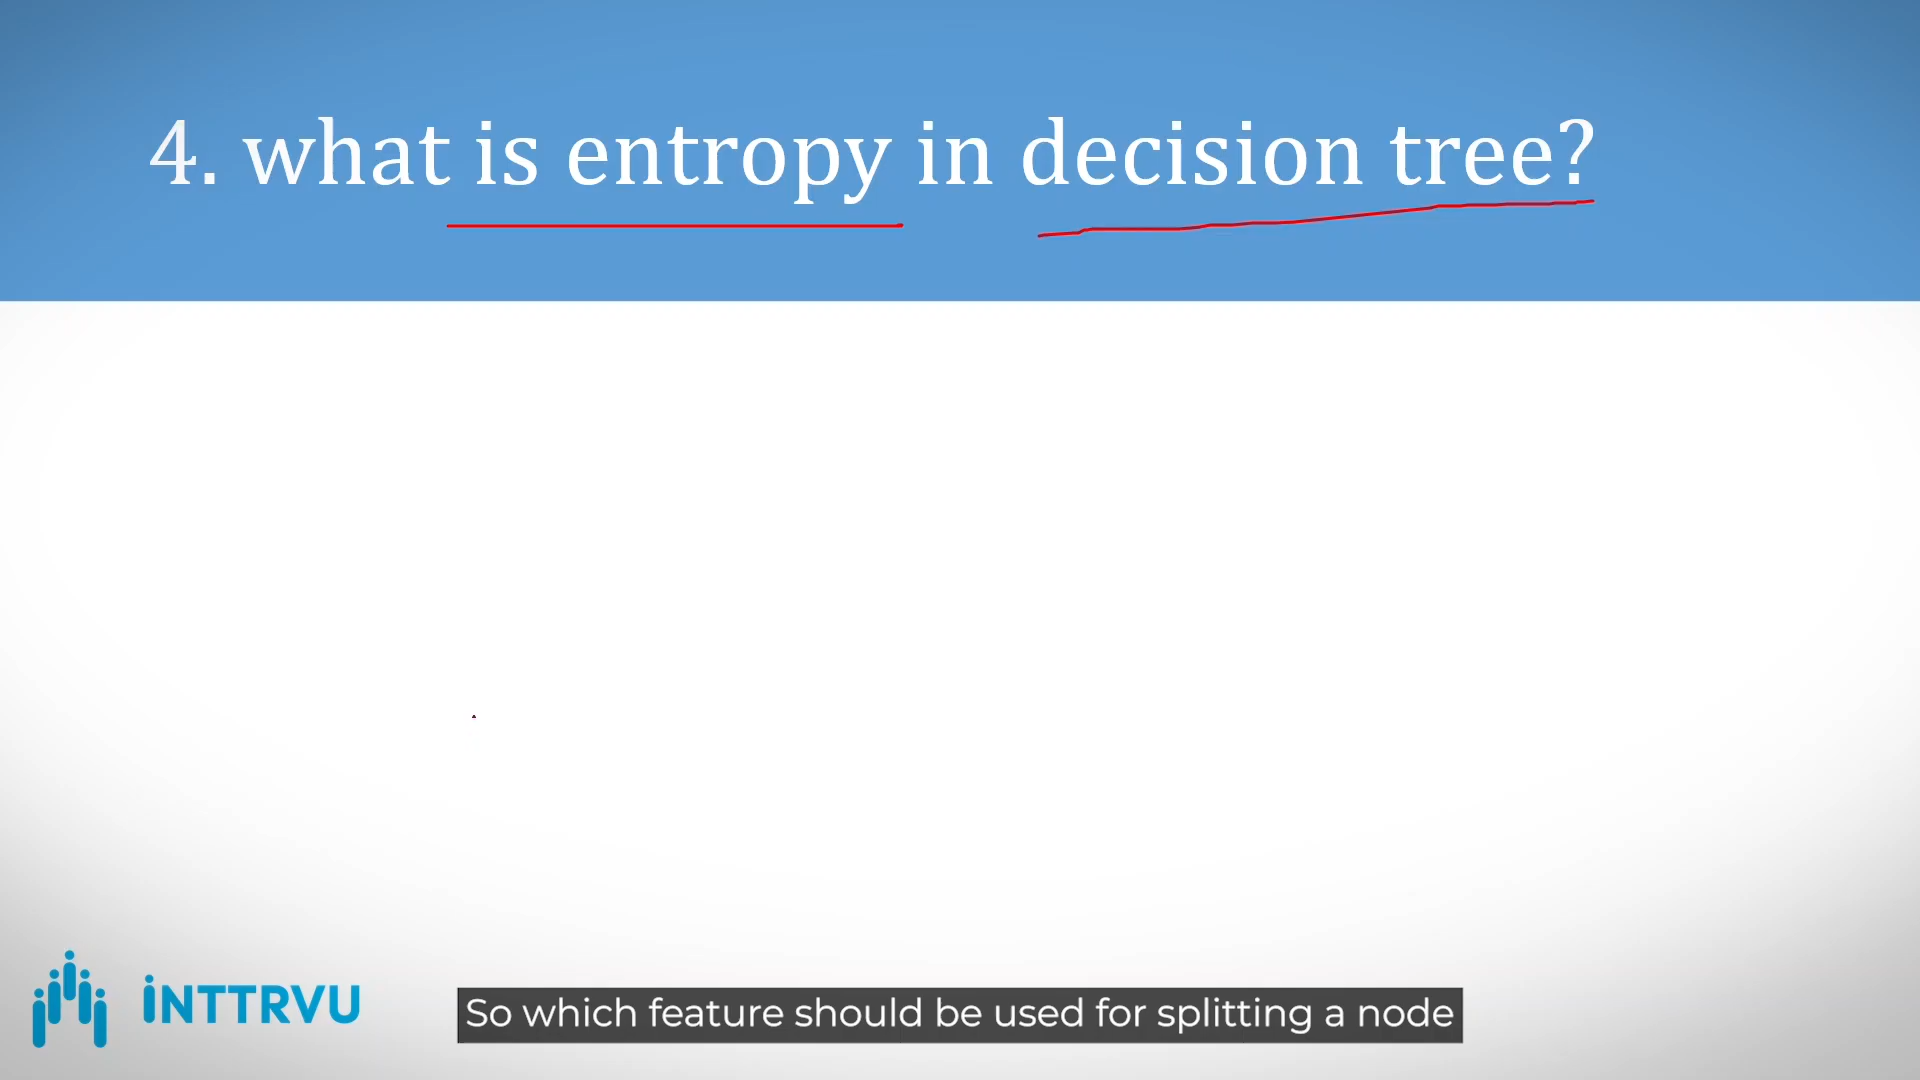 4. what is entropy in decision tree?
iNTTRVU
So which feature should be used for splitting a node